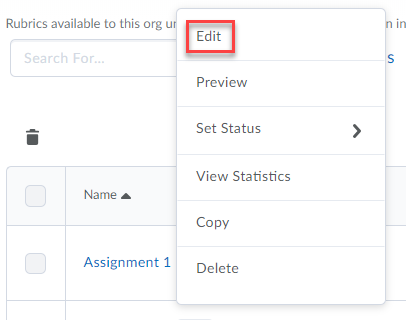 Rubrics available to this org un
n in
Search For...
s
Edit
Preview
Set Status
View Statistics
Copy
Delete
Name
Assignment 1